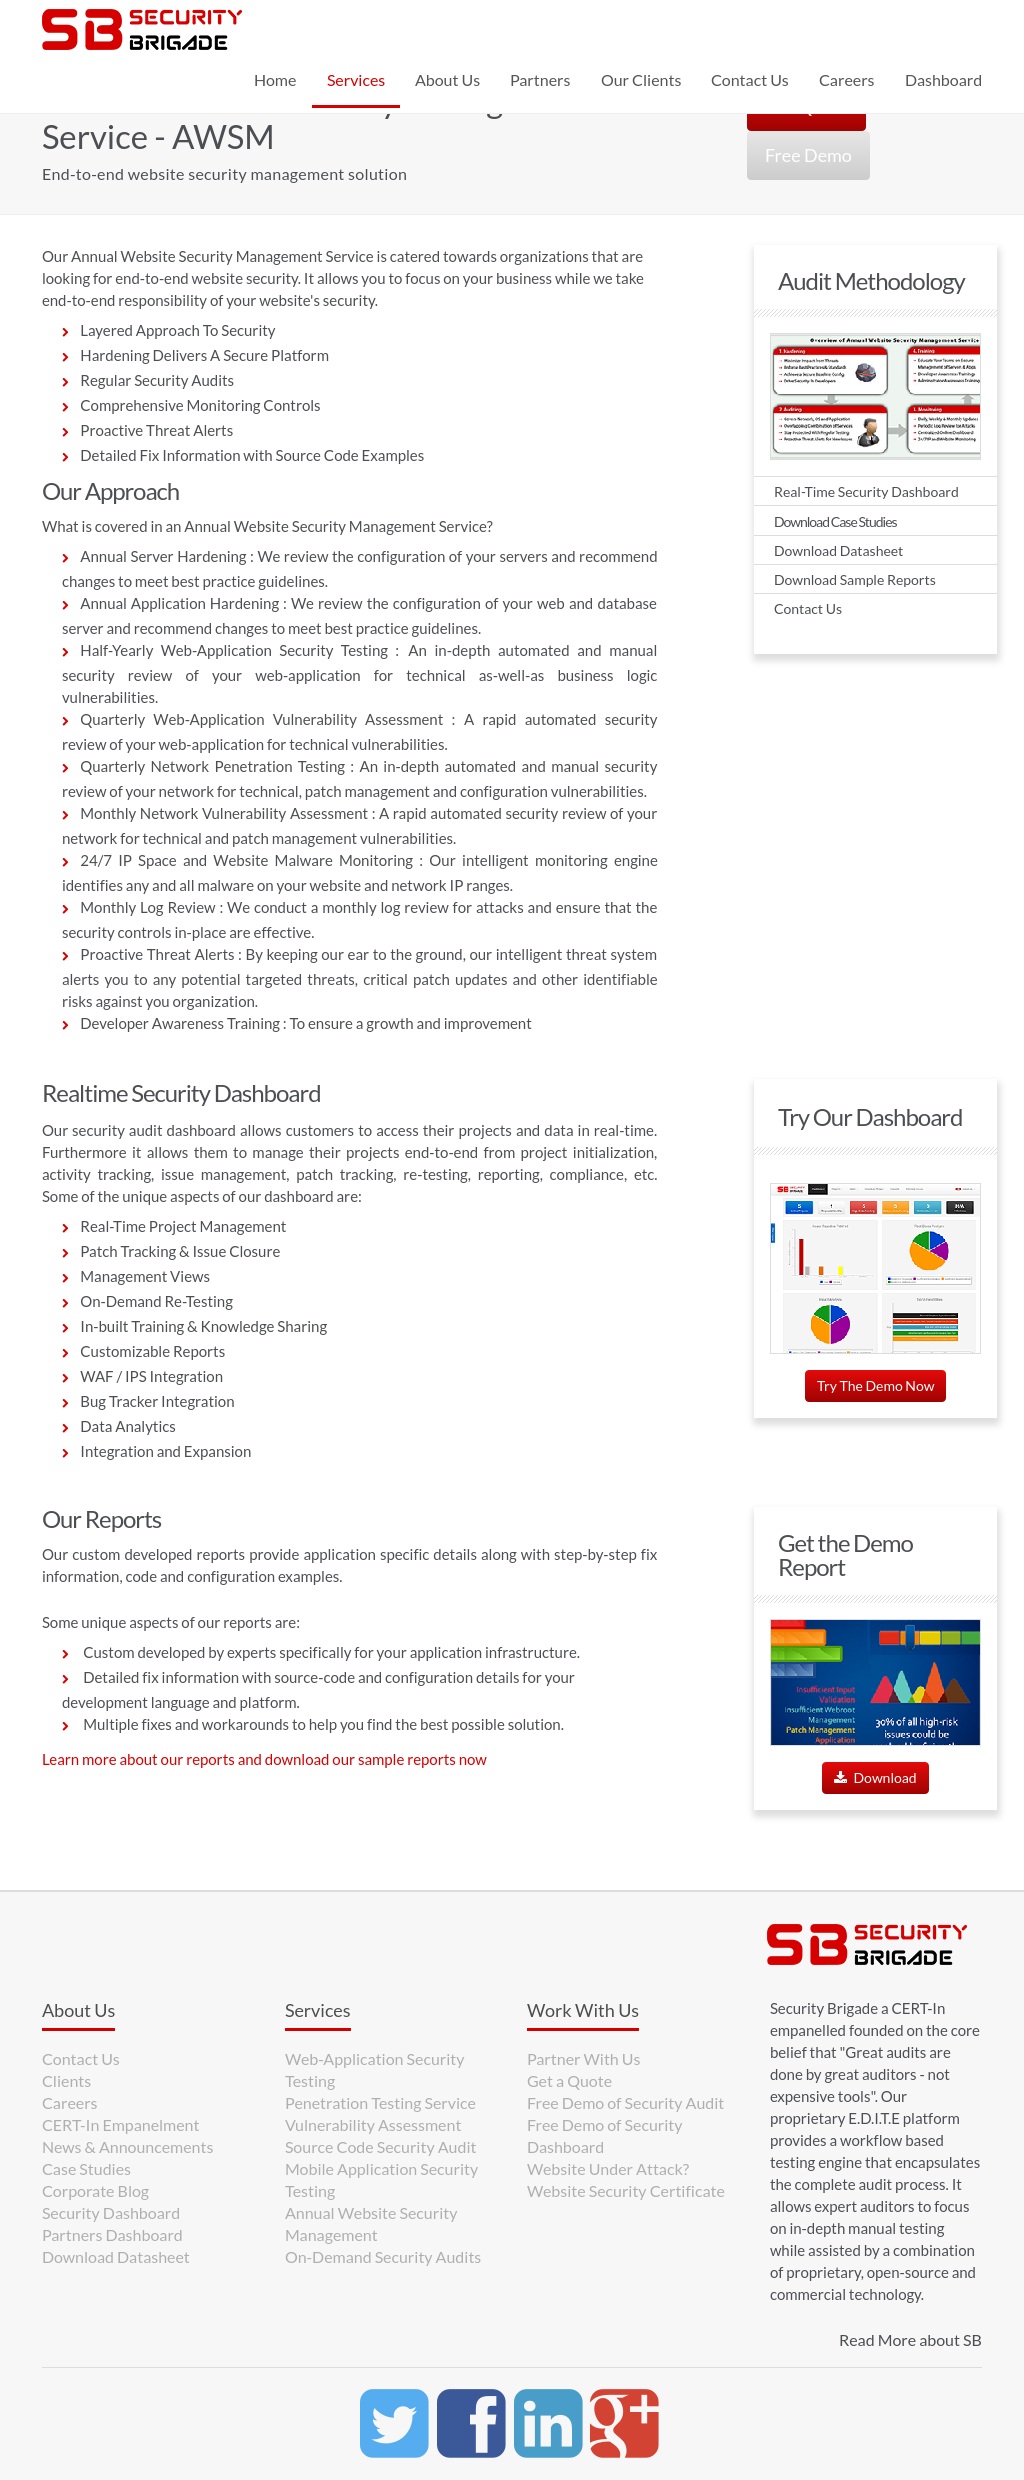 SB SECURITY
BRIGADE
Home Services About Us Partners Our Clients Contact Us Careers Dashboard
Service - AWSM
End-to-end website security management solution
Free Demo
Our Annual Website Security Management Service is catered towards organizations that are
looking for end-to-end website security. It allows you to focus on your business while we take
end-to-end responsibility of your website's security.
Layered Approach To Security
Hardening Delivers A Secure Platform
Regular Security Audits
Comprehensive Monitoring Controls
Proactive Threat Alerts
Detailed Fix Information with Source Code Examples
Our Approach
What is covered in an Annual Website Security Management Service?
Annual Server Hardening : We review the configuration of your servers and recommend
changes to meet best practice guidelines.
Annual Application Hardening : We review the configuration of your web and database
server and recommend changes to meet best practice guidelines.
Half-Yearly Web-Application Security Testing : An in-depth automated and manual
security review of your web-application for technical as-well-as business logic
vulnerabilities.
Quarterly Web-Application Vulnerability Assessment : A rapid automated security
review of your web-application for technical vulnerabilities.
Quarterly Network Penetration Testing : An in-depth automated and manual security
review of your network for technical, patch management and configuration vulnerabilities.
Monthly Network Vulnerability Assessment : A rapid automated security review of your
network for technical and patch management vulnerabilities.
24/7 IP Space and Website Malware Monitoring : Our intelligent monitoring engine
identifies any and all malware on your website and network IP ranges.
Monthly Log Review : We conduct a monthly log review for attacks and ensure that the
security controls in-place are effective.
Proactive Threat Alerts : By keeping our ear to the ground, our intelligent threat system
alerts you to any potential targeted threats, critical patch updates and other identifiable
risks against you organization.
Developer Awareness Training : To ensure a growth and improvement
Audit Methodology
Overview of Annual Website Security Management Service
1. Hardening
4. Training
2. Auditing
3. Monitoring
Real-Time Security Dashboard
Download Case Studies
Download Datasheet
Download Sample Reports
Contact Us
Realtime Security Dashboard
Our security audit dashboard allows customers to access their projects and data in real-time.
Furthermore it allows them to manage their projects end-to-end from project initialization,
activity tracking, issue management, patch tracking, re-testing, reporting, compliance, etc.
Some of the unique aspects of our dashboard are:
Real-Time Project Management
Patch Tracking & Issue Closure
Management Views
On-Demand Re-Testing
In-built Training & Knowledge Sharing
Customizable Reports
WAF / IPS Integration
Bug Tracker Integration
Data Analytics
Integration and Expansion
Try Our Dashboard
Try The Demo Now
Our Reports
Our custom developed reports provide application specific details along with step-by-step fix
information, code and configuration examples.
Some unique aspects of our reports are:
Custom developed by experts specifically for your application infrastructure.
Detailed fix information with source-code and configuration details for your
development language and platform.
Multiple fixes and workarounds to help you find the best possible solution.
Learn more about our reports and download our sample reports now
Get the Demo
Report
Insufficient Input
Validation
Insufficient Webroot
Management
Patch Management
Application
30% of all high-risk
issues could be
Download
SB SECURITY
BRIGADE
About Us
Contact Us
Clients
Careers
CERT-In Empanelment
News & Announcements
Case Studies
Corporate Blog
Security Dashboard
Partners Dashboard
Download Datasheet
Services
Web-Application Security
Testing
Penetration Testing Service
Vulnerability Assessment
Source Code Security Audit
Mobile Application Security
Testing
Annual Website Security
Management
On-Demand Security Audits
Work With Us
Partner With Us
Get a Quote
Free Demo of Security Audit
Free Demo of Security
Dashboard
Website Under Attack?
Website Security Certificate
Security Brigade a CERT-In
empanelled founded on the core
belief that "Great audits are
done by great auditors - not
expensive tools". Our
proprietary E.D.I.T.E platform
provides a workflow based
testing engine that encapsulates
the complete audit process. It
allows expert auditors to focus
on in-depth manual testing
while assisted by a combination
of proprietary, open-source and
commercial technology.
Read More about SB